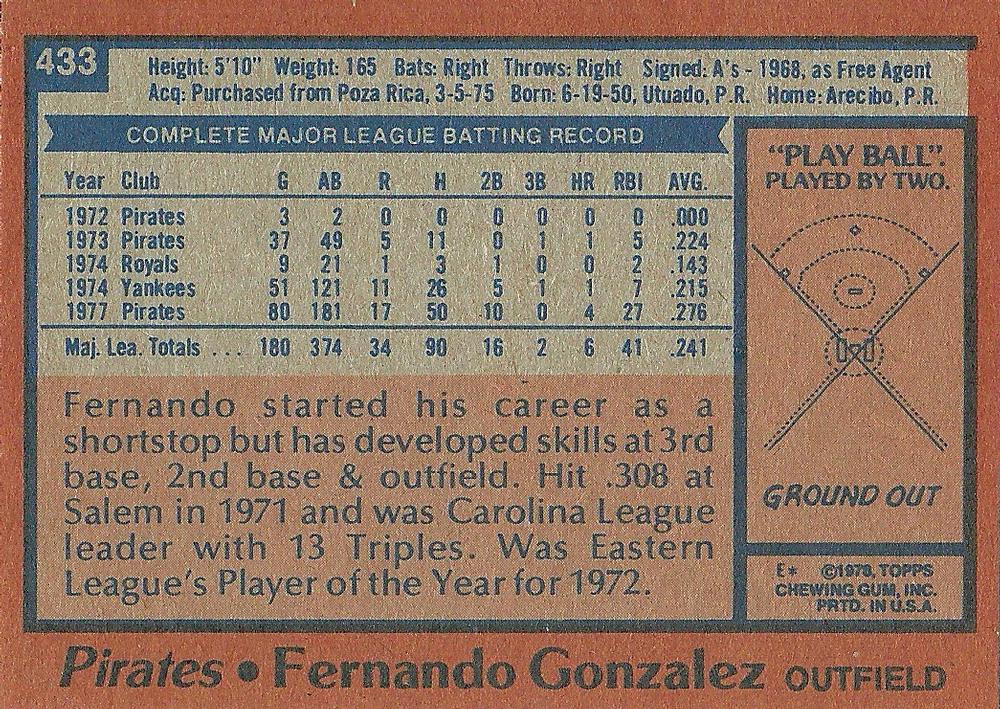 433
Height: 5'10" Weight: 165 Bats: Right Throws: Right Signed: A's - 1968, as Free Agent
Acq: Purchased from Poza Rica, 3-5-75 Born: 6-19-50, Utuado, P.R. Home: Arecibo, P.R.
COMPLETE MAJOR LEAGUE BATTING RECORD
Year Club G AB R H 2B 3B HR RBI AVG.
1972 Pirates 3 2 0 0 0 0 0 0 .000
1973 Pirates 37 49 5 11 0 1 1 5 .224
1974 Royals 9 21 1 3 1 0 0 2 .143
1974 Yankees 51 121 11 26 5 1 1 7 .215
1977 Pirates 80 181 17 50 10 0 4 27 .276
Maj. Lea. Totals ... 180 374 34 90 16 2 6 41 .241
Fernando started his career as a
shortstop but has developed skills at 3rd
base, 2nd base & outfield. Hit .308 at
Salem in 1971 and was Carolina League
leader with 13 Triples. Was Eastern
League's Player of the Year for 1972.
"PLAY BALL".
PLAYED BY TWO.
GROUND OUT
E* ©1978, TOPPS
CHEWING GUM, INC.
PRTD. IN U.S.A.
Pirates • Fernando Gonzalez OUTFIELD